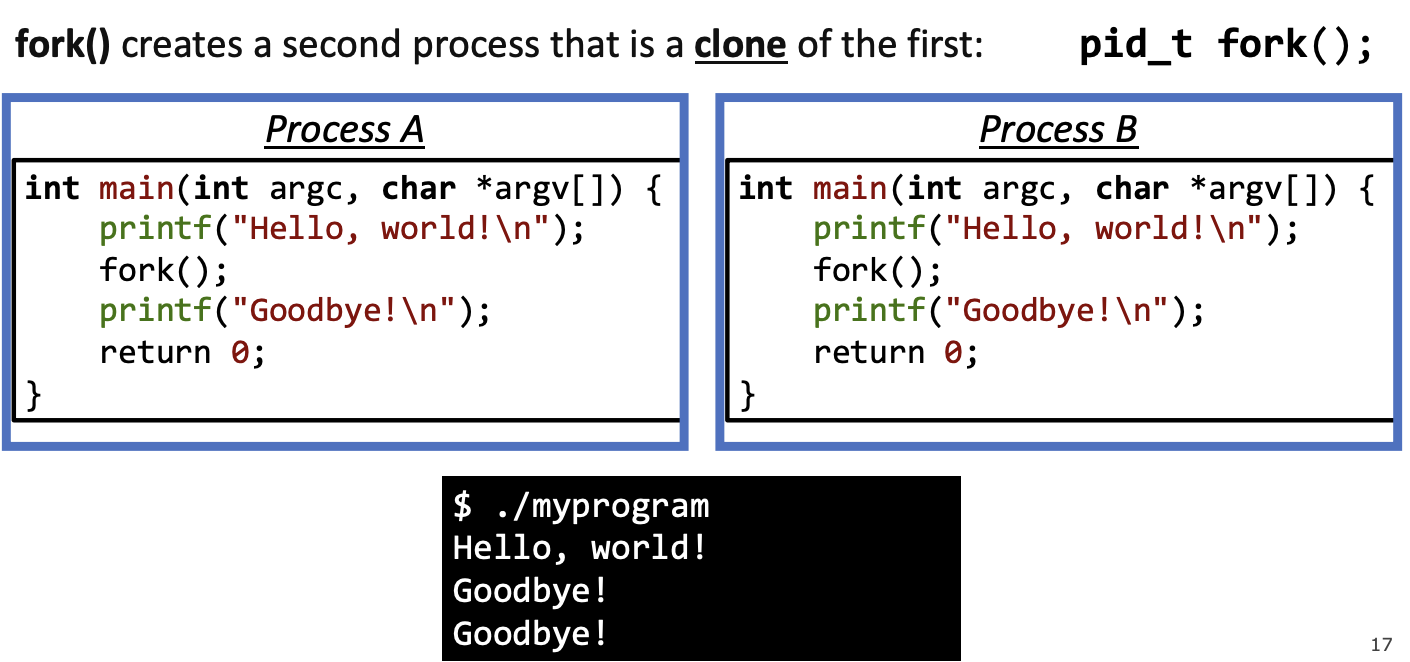 fork() creates a second process that is a clone of the first: pid_t fork();
Process A
int main(int argc, char *argv[]) {
    printf("Hello, world!\n");
    fork();
    printf("Goodbye!\n");
    return 0;
}
Process B
int main(int argc, char *argv[]) {
    printf("Hello, world!\n");
    fork();
    printf("Goodbye!\n");
    return 0;
}
$ ./myprogram
Hello, world!
Goodbye!
Goodbye!
17